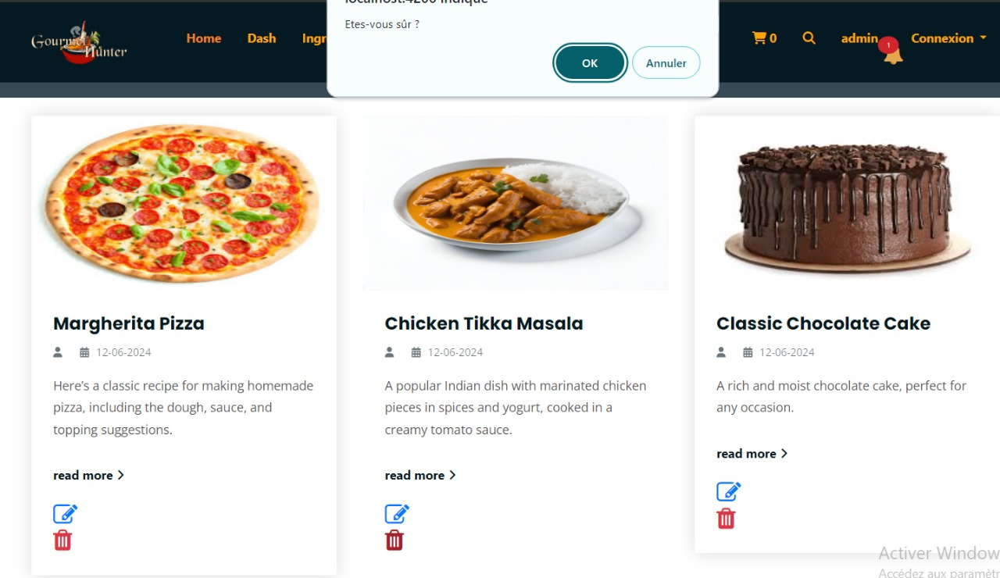 localhost:4200 indique
Etes-vous sûr ?
OK
Annuler
Gourmet's
Hunter
Home
Dash
Ingr
0
admin
1
Connexion
Margherita Pizza
12-06-2024
Here’s a classic recipe for making homemade
pizza, including the dough, sauce, and
topping suggestions.
read more
Chicken Tikka Masala
12-06-2024
A popular Indian dish with marinated chicken
pieces in spices and yogurt, cooked in a
creamy tomato sauce.
read more
Classic Chocolate Cake
12-06-2024
A rich and moist chocolate cake, perfect for
any occasion.
read more
Activer Window
Accédez aux paramètr